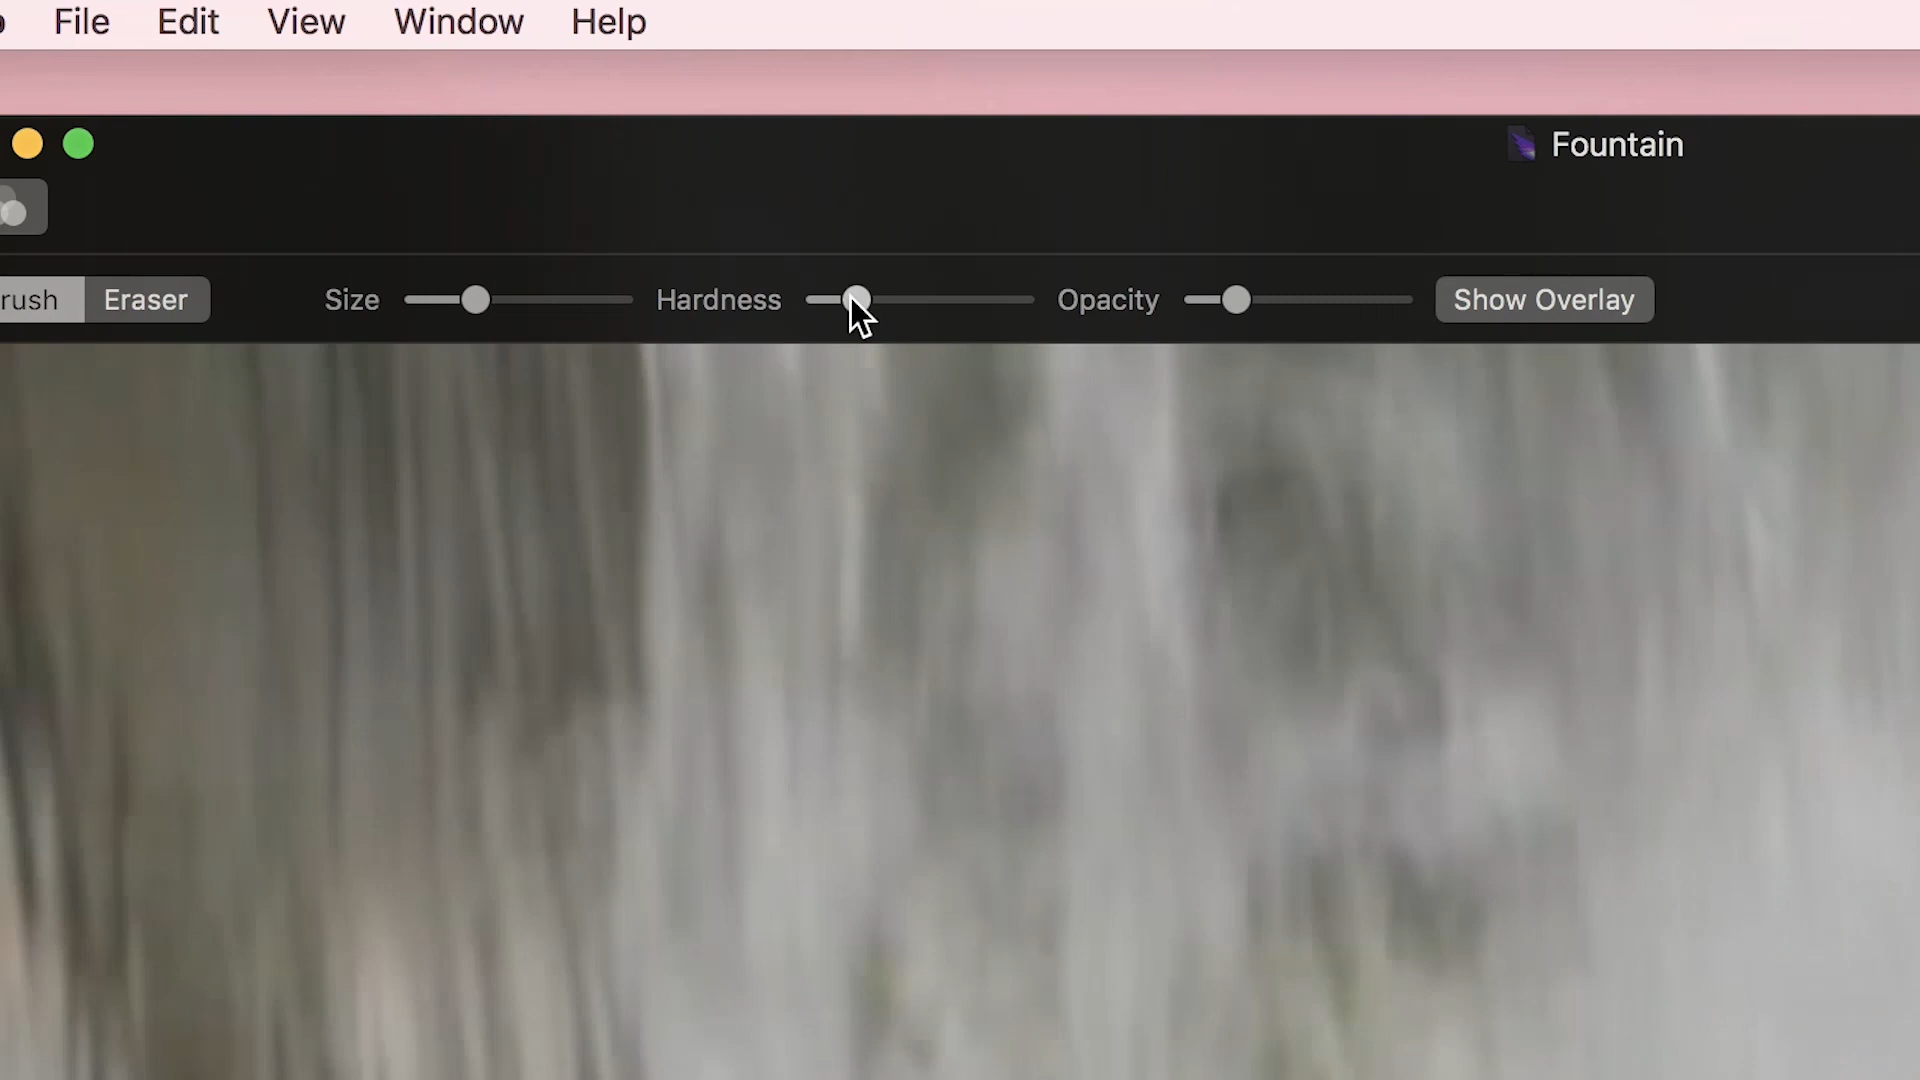 File Edit View Window Help
Fountain
rush Eraser Size Hardness Opacity Show Overlay